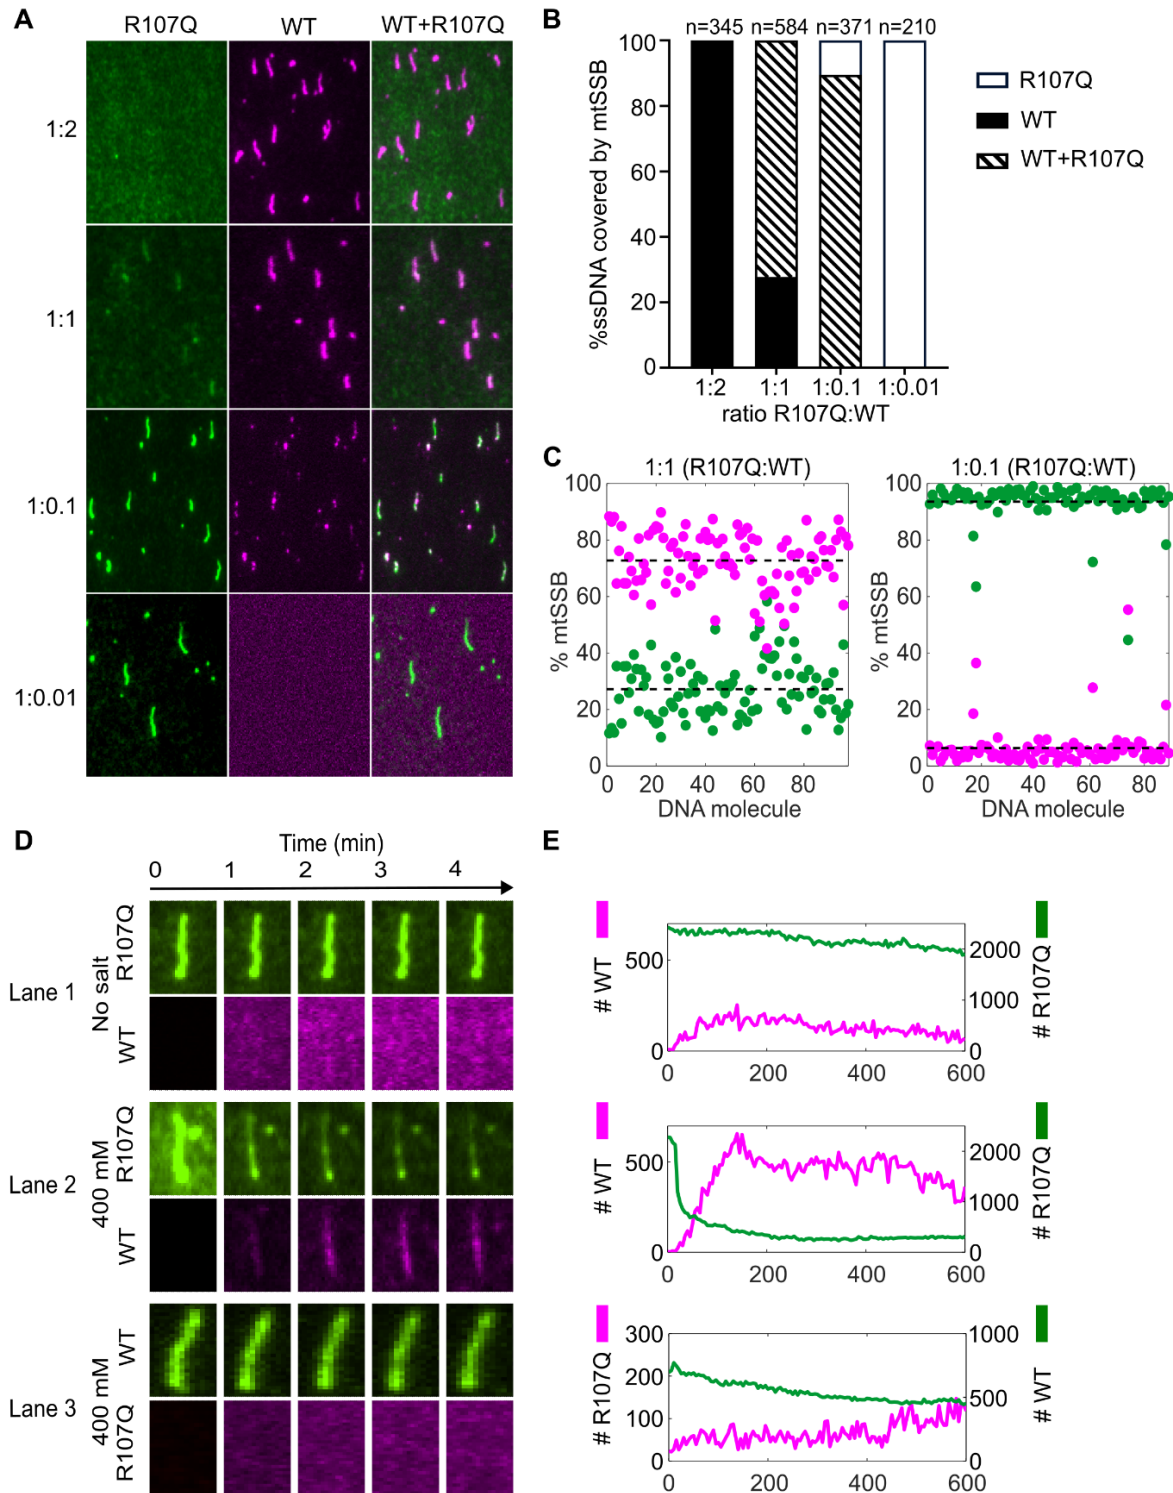 A
R107Q WT WT+R107Q
1:2
1:1
1:0.1
1:0.01
B
n=345 n=584 n=371 n=210
%ssDNA covered by mtSSB
100
80
60
40
20
0
1:2 1:1 1:0.1 1:0.01
ratio R107Q:WT
R107Q
WT
WT+R107Q
C
1:1 (R107Q:WT)
% mtSSB
100
80
60
40
20
0
0 20 40 60 80
DNA molecule
1:0.1 (R107Q:WT)
% mtSSB
100
80
60
40
20
0
0 20 40 60 80
DNA molecule
D
Time (min)
0 1 2 3 4
Lane 1
No salt
R107Q
WT
Lane 2
400 mM
R107Q
WT
Lane 3
400 mM
WT
R107Q
E
# WT
500
0
2000
1000
0
# R107Q
0 200 400 600
# WT
500
0
2000
1000
0
# R107Q
0 200 400 600
# R107Q
300
200
100
0
1000
500
0
# WT
0 200 400 600